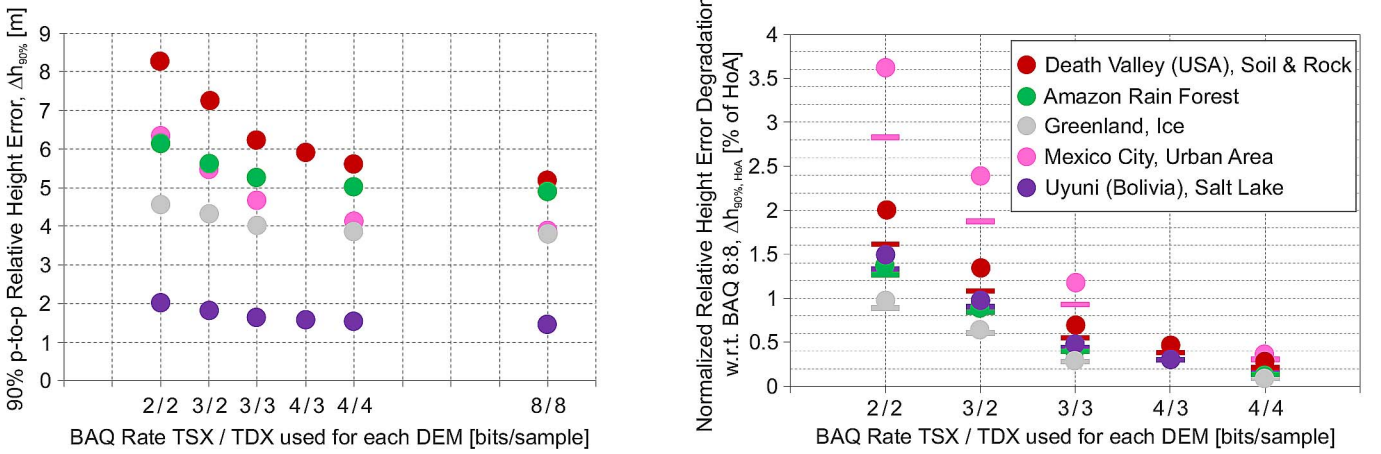 90% p-to-p Relative Height Error, Δh90% [m]
9
8
7
6
5
4
3
2
1
0
2/2 3/2 3/3 4/3 4/4 8/8
BAQ Rate TSX / TDX used for each DEM [bits/sample]
Normalized Relative Height Error Degradation
w.r.t. BAQ 8:8, Δh90%, HoA [% of HoA]
4
3.5
3
2.5
2
1.5
1
0.5
0
2/2 3/2 3/3 4/3 4/4
BAQ Rate TSX / TDX used for each DEM [bits/sample]
Death Valley (USA), Soil & Rock
Amazon Rain Forest
Greenland, Ice
Mexico City, Urban Area
Uyuni (Bolivia), Salt Lake